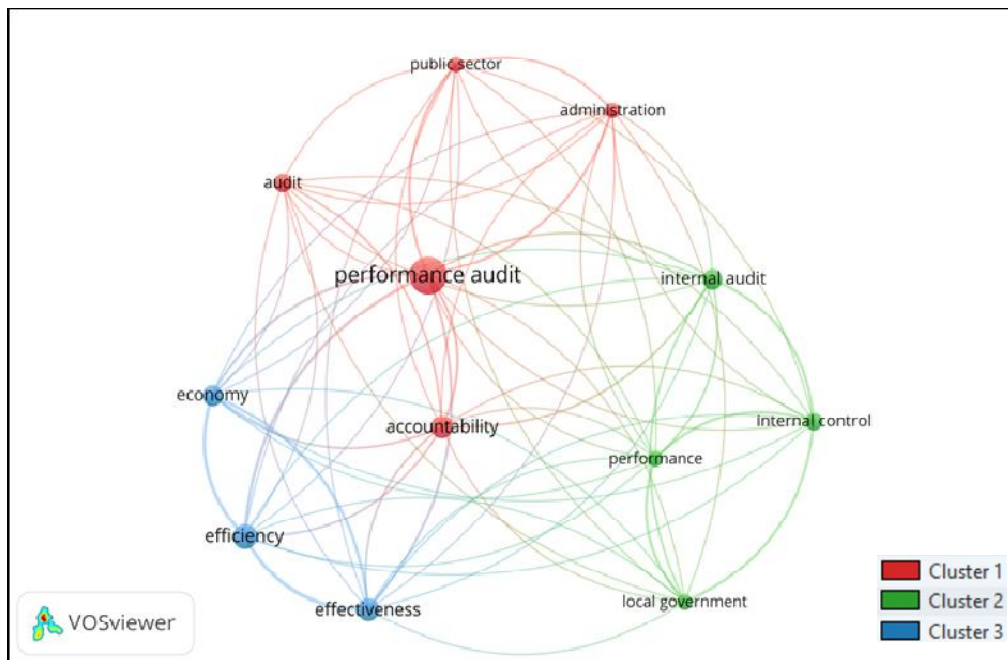 public sector
administration
audit
performance audit
internal audit
economy
accountability
internal control
performance
efficiency
effectiveness
local government
Cluster 1
Cluster 2
Cluster 3
VOSviewer